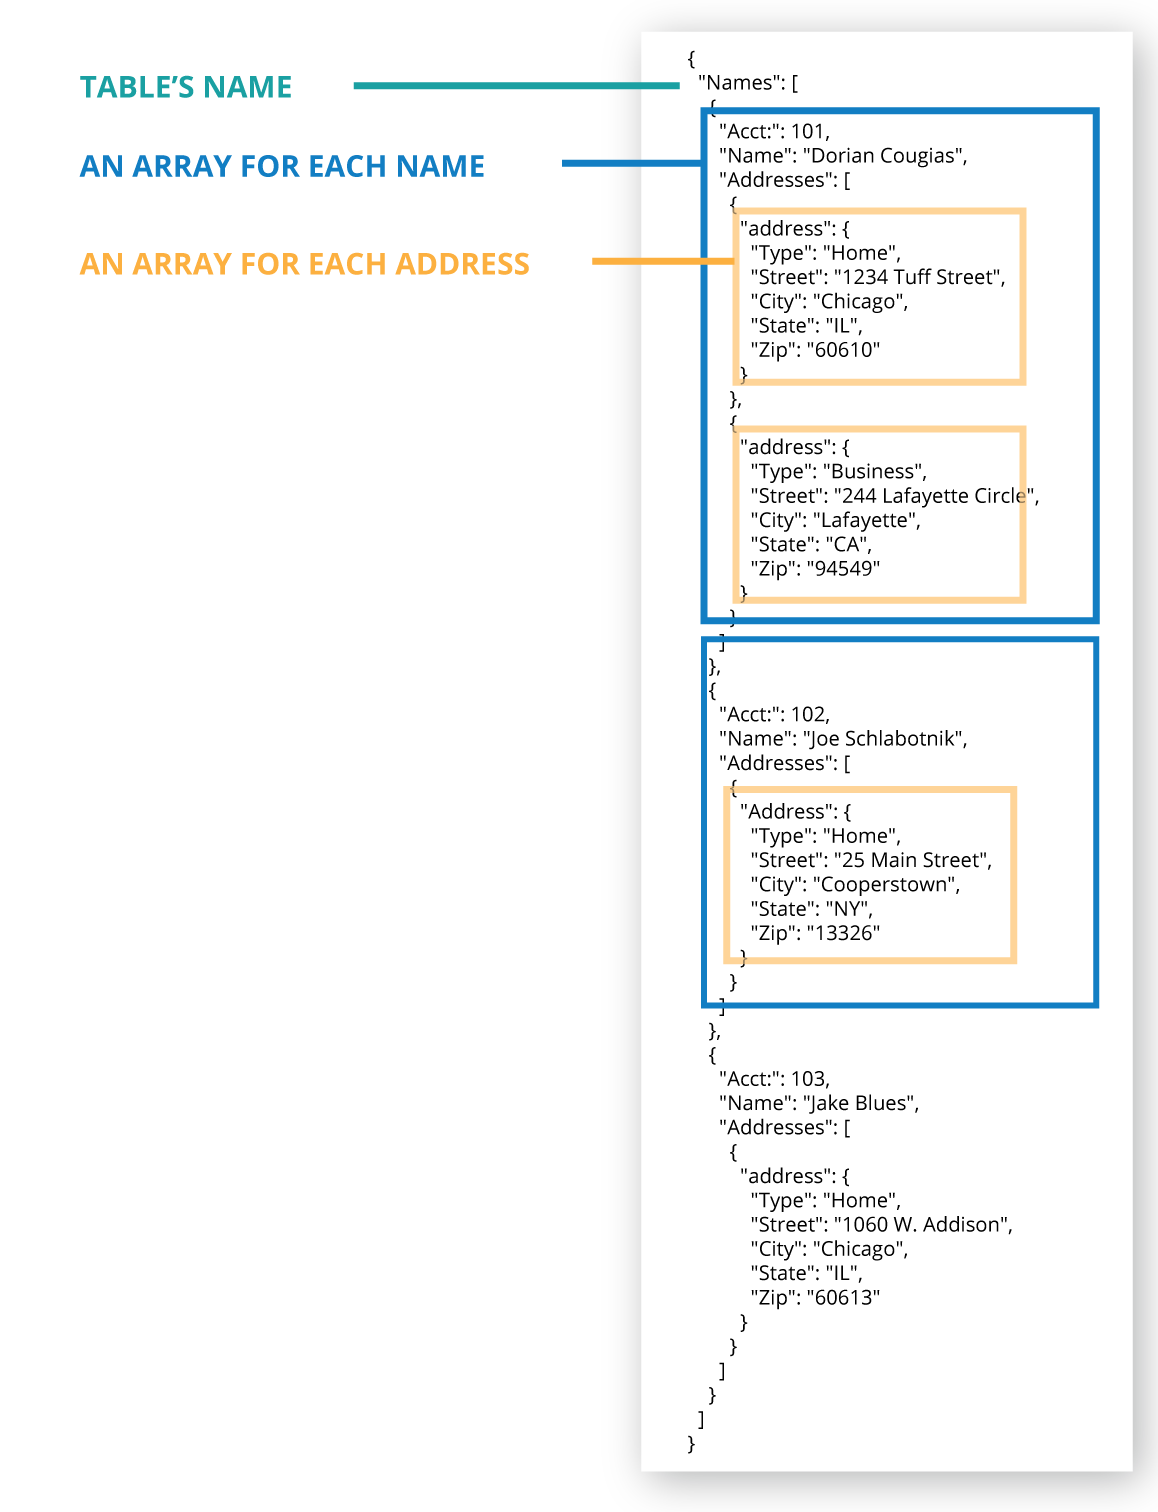 TABLE'S NAME
AN ARRAY FOR EACH NAME
AN ARRAY FOR EACH ADDRESS
{
"Names": [
{
"Acct:": 101,
"Name": "Dorian Cougias",
"Addresses": [
{
"address": {
"Type": "Home",
"Street": "1234 Tuff Street",
"City": "Chicago",
"State": "IL",
"Zip": "60610"
}
},
{
"address": {
"Type": "Business",
"Street": "244 Lafayette Circle",
"City": "Lafayette",
"State": "CA",
"Zip": "94549"
}
}
]
},
{
"Acct:": 102,
"Name": "Joe Schlabotnik",
"Addresses": [
{
"Address": {
"Type": "Home",
"Street": "25 Main Street",
"City": "Cooperstown",
"State": "NY",
"Zip": "13326"
}
}
]
},
{
"Acct:": 103,
"Name": "Jake Blues",
"Addresses": [
{
"address": {
"Type": "Home",
"Street": "1060 W. Addison",
"City": "Chicago",
"State": "IL",
"Zip": "60613"
}
}
]
}
]
}